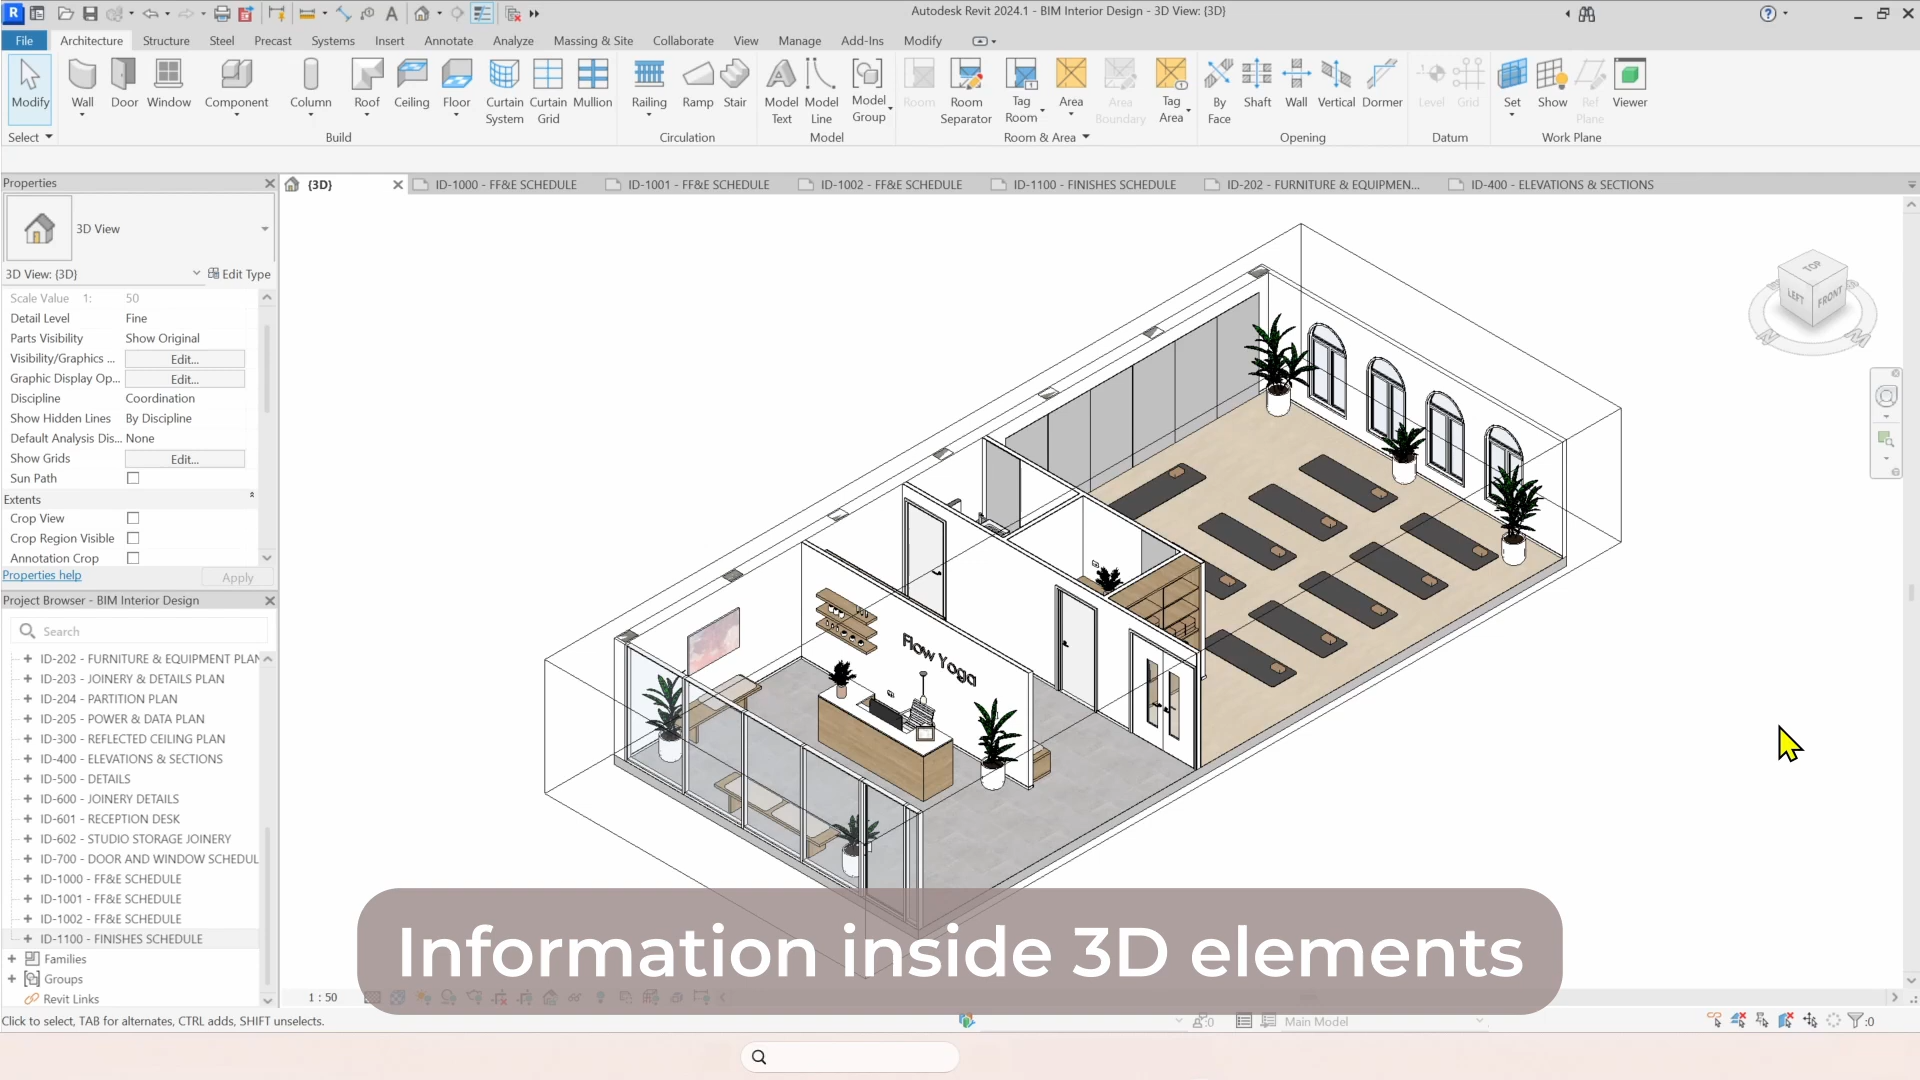 Autodesk Revit 2024.1 - BIM Interior Design - 3D View: {3D}
File Architecture Structure Steel Precast Systems Insert Annotate Analyze Massing & Site Collaborate View Manage Add-Ins Modify
Modify Wall Door Window Component Column Roof Ceiling Floor Curtain System Curtain Grid Mullion Railing Ramp Stair Model Text Model Line Model Group Room Room Separator Tag Room Area Area Boundary Tag Area By Face Shaft Wall Vertical Dormer Level Grid Set Show Ref Plane Viewer
Select Build Circulation Model Room & Area Opening Datum Work Plane
Properties
{3D} ID-1000 - FF&E SCHEDULE ID-1001 - FF&E SCHEDULE ID-1002 - FF&E SCHEDULE ID-1100 - FINISHES SCHEDULE ID-202 - FURNITURE & EQUIPMEN... ID-400 - ELEVATIONS & SECTIONS
3D View
3D View: {3D} Edit Type
Scale Value 1: 50
Detail Level Fine
Parts Visibility Show Original
Visibility/Graphics ... Edit...
Graphic Display Op... Edit...
Discipline Coordination
Show Hidden Lines By Discipline
Default Analysis Dis... None
Show Grids Edit...
Sun Path
Extents
Crop View
Crop Region Visible
Annotation Crop
Properties help Apply
Project Browser - BIM Interior Design
Search
ID-202 - FURNITURE & EQUIPMENT PLAN
ID-203 - JOINERY & DETAILS PLAN
ID-204 - PARTITION PLAN
ID-205 - POWER & DATA PLAN
ID-300 - REFLECTED CEILING PLAN
ID-400 - ELEVATIONS & SECTIONS
ID-500 - DETAILS
ID-600 - JOINERY DETAILS
ID-601 - RECEPTION DESK
ID-602 - STUDIO STORAGE JOINERY
ID-700 - DOOR AND WINDOW SCHEDUL
ID-1000 - FF&E SCHEDULE
ID-1001 - FF&E SCHEDULE
ID-1002 - FF&E SCHEDULE
ID-1100 - FINISHES SCHEDULE
Families
Groups
Revit Links
TOP
LEFT FRONT
Flow Yoga
Information inside 3D elements
1 : 50
Click to select, TAB for alternates, CTRL adds, SHIFT unselects.
:0 Main Model :0